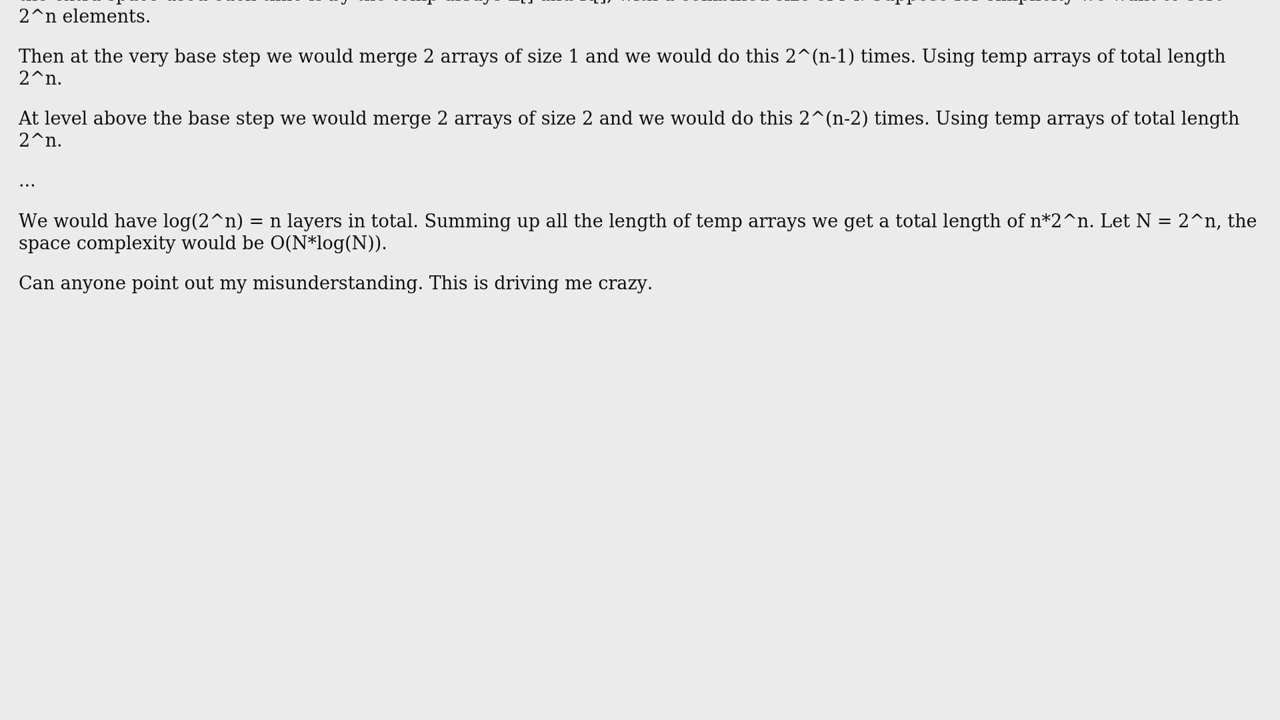 2^n elements.
Then at the very base step we would merge 2 arrays of size 1 and we would do this 2^(n-1) times. Using temp arrays of total length
2^n.
At level above the base step we would merge 2 arrays of size 2 and we would do this 2^(n-2) times. Using temp arrays of total length
2^n.
...
We would have log(2^n) = n layers in total. Summing up all the length of temp arrays we get a total length of n*2^n. Let N = 2^n, the
space complexity would be O(N*log(N)).
Can anyone point out my misunderstanding. This is driving me crazy.